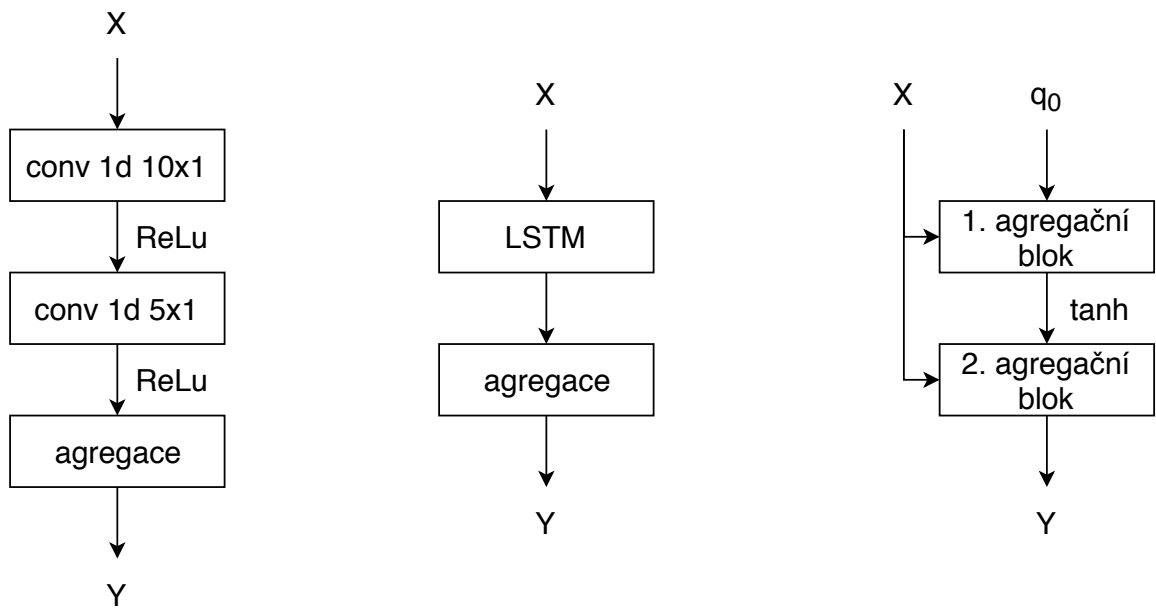 X
conv 1d 10x1
ReLu
conv 1d 5x1
ReLu
agregace
Y
X
LSTM
agregace
Y
X
q₀
1. agregační
blok
tanh
2. agregační
blok
Y